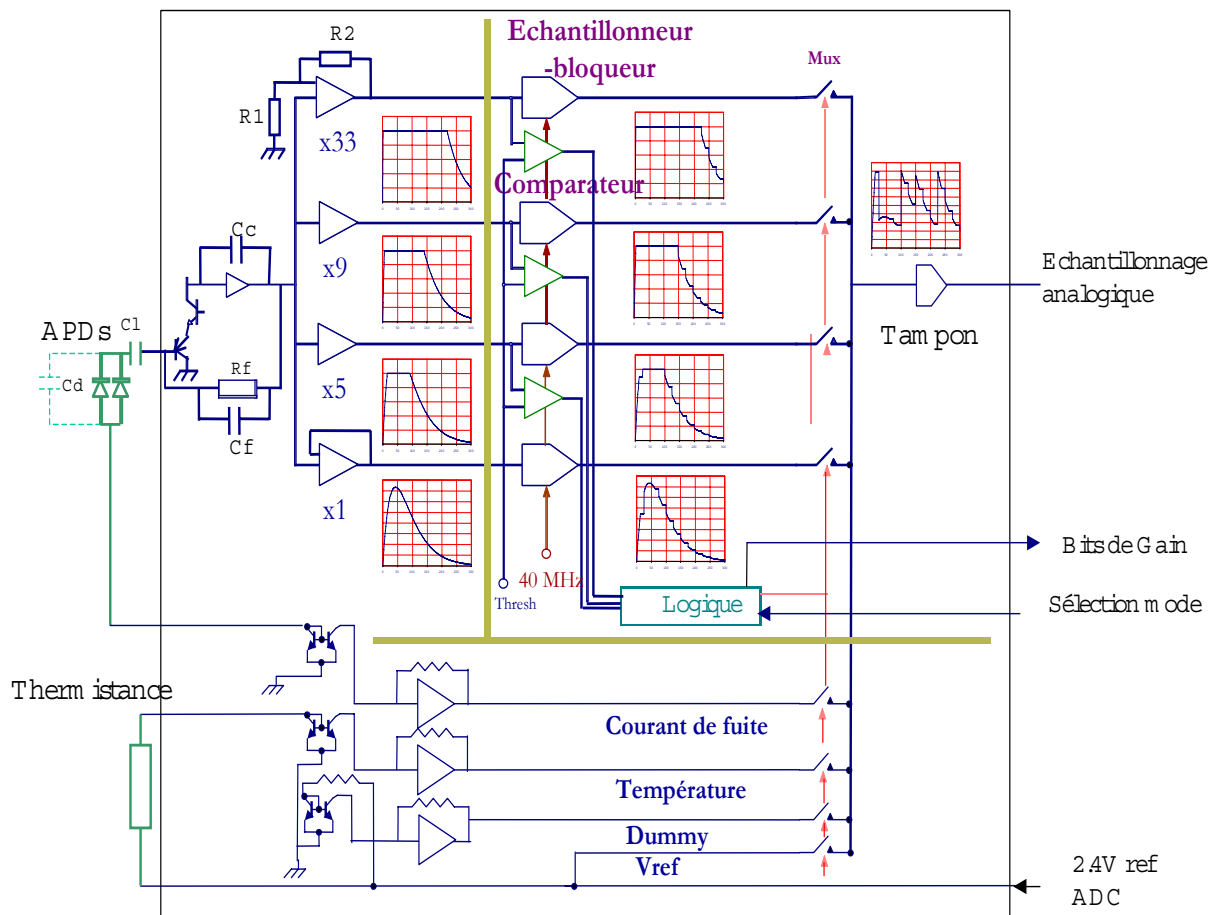 R2
Echantillonneur
-bloqueur
Mux
R1
x33
Comparateur
Cc
x9
Echantillonnage
analogique
APDs
Cl
Tampon
Rf
Cd
x5
Cf
x1
Bits de Gain
40 MHz
Thresh
Logique
Sélection mode
Thermistance
Courant de fuite
Température
Dummy
Vref
2.4V ref
ADC